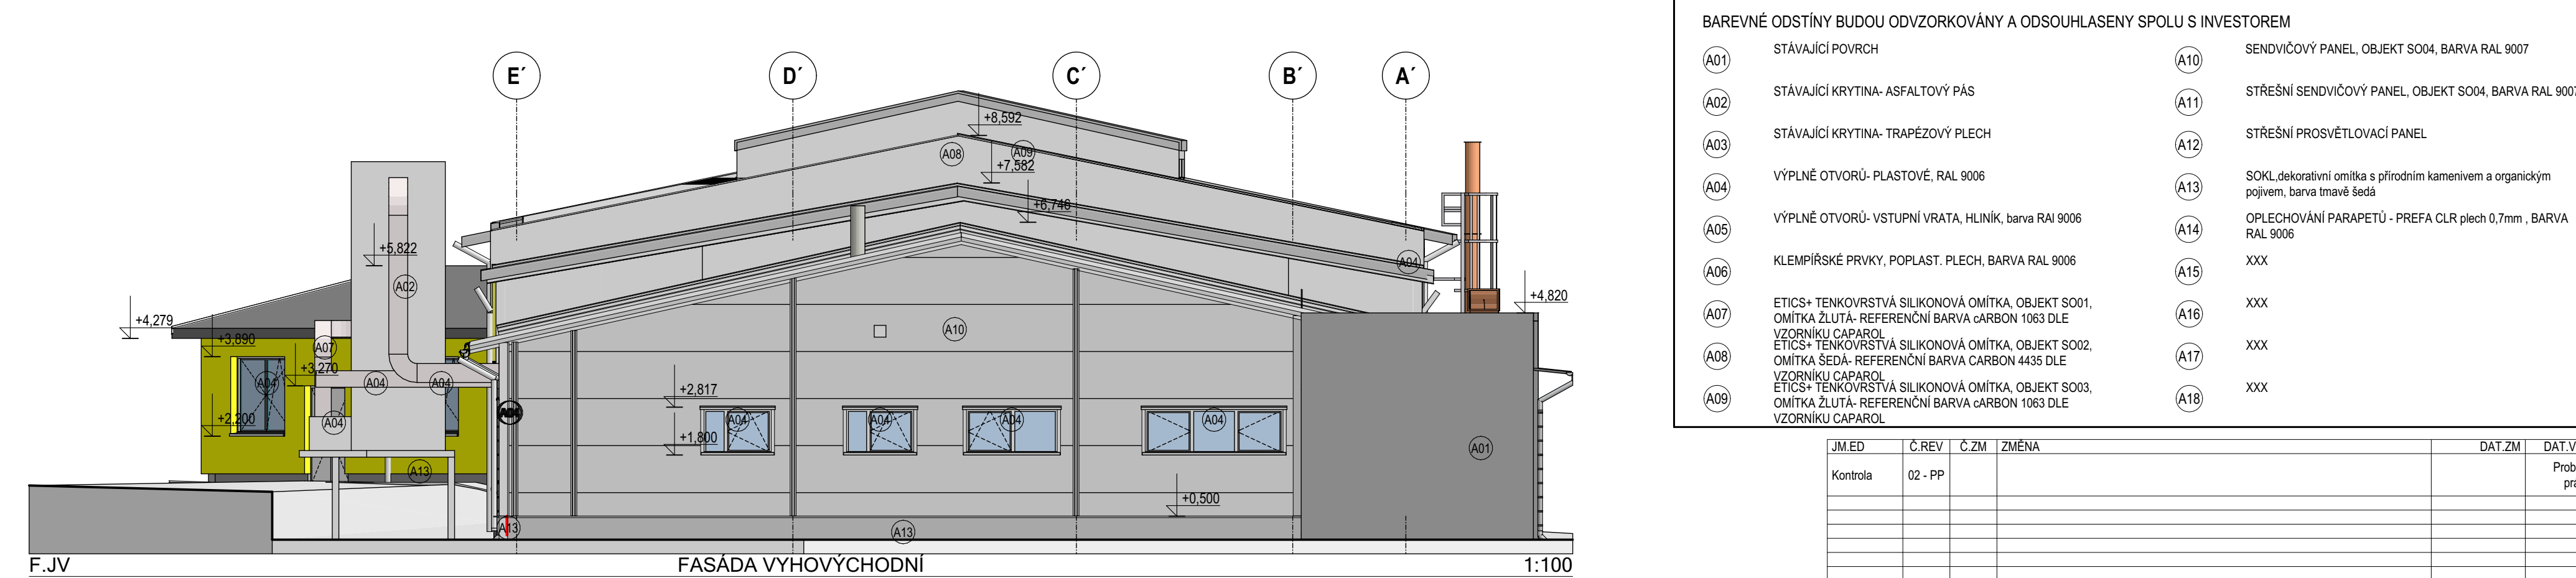 E´
D´
C´
B´
A´
+8,592
A08
A09
+7,582
+6,746
+5,822
A02
A04
+4,820
+4,279
+3,890
A07
A10
+3,270
A04
A04
A04
+2,817
A04
+2,200
A04
A04
A04
A04
A04
+1,800
A01
A13
+0,500
A13
A13
F.JV
FASÁDA VYHOVÝCHODNÍ
1:100
BAREVNÉ ODSTÍNY BUDOU ODVZORKOVÁNY A ODSOUHLASENY SPOLU S INVESTOREM
A01
STÁVAJÍCÍ POVRCH
A02
STÁVAJÍCÍ KRYTINA- ASFALTOVÝ PÁS
A03
STÁVAJÍCÍ KRYTINA- TRAPÉZOVÝ PLECH
A04
VÝPLNĚ OTVORŮ- PLASTOVÉ, RAL 9006
A05
VÝPLNĚ OTVORŮ- VSTUPNÍ VRATA, HLINÍK, barva RAl 9006
A06
KLEMPÍŘSKÉ PRVKY, POPLAST. PLECH, BARVA RAL 9006
A07
ETICS+ TENKOVRSTVÁ SILIKONOVÁ OMÍTKA, OBJEKT SO01,
OMÍTKA ŽLUTÁ- REFERENČNÍ BARVA cARBON 1063 DLE
VZORNÍKU CAPAROL
A08
ETICS+ TENKOVRSTVÁ SILIKONOVÁ OMÍTKA, OBJEKT SO02,
OMÍTKA ŠEDÁ- REFERENČNÍ BARVA CARBON 4435 DLE
VZORNÍKU CAPAROL
A09
ETICS+ TENKOVRSTVÁ SILIKONOVÁ OMÍTKA, OBJEKT SO03,
OMÍTKA ŽLUTÁ- REFERENČNÍ BARVA cARBON 1063 DLE
VZORNÍKU CAPAROL
A10
SENDVIČOVÝ PANEL, OBJEKT SO04, BARVA RAL 9007
A11
STŘEŠNÍ SENDVIČOVÝ PANEL, OBJEKT SO04, BARVA RAL 9007
A12
STŘEŠNÍ PROSVĚTLOVACÍ PANEL
A13
SOKL,dekorativní omítka s přírodním kamenivem a organickým
pojivem, barva tmavě šedá
A14
OPLECHOVÁNÍ PARAPETŮ - PREFA CLR plech 0,7mm , BARVA
RAL 9006
A15
XXX
A16
XXX
A17
XXX
A18
XXX
JM.ED Č.REV Č.ZM ZMĚNA DAT.ZM DAT.V
Kontrola 02 - PP Prob
pra